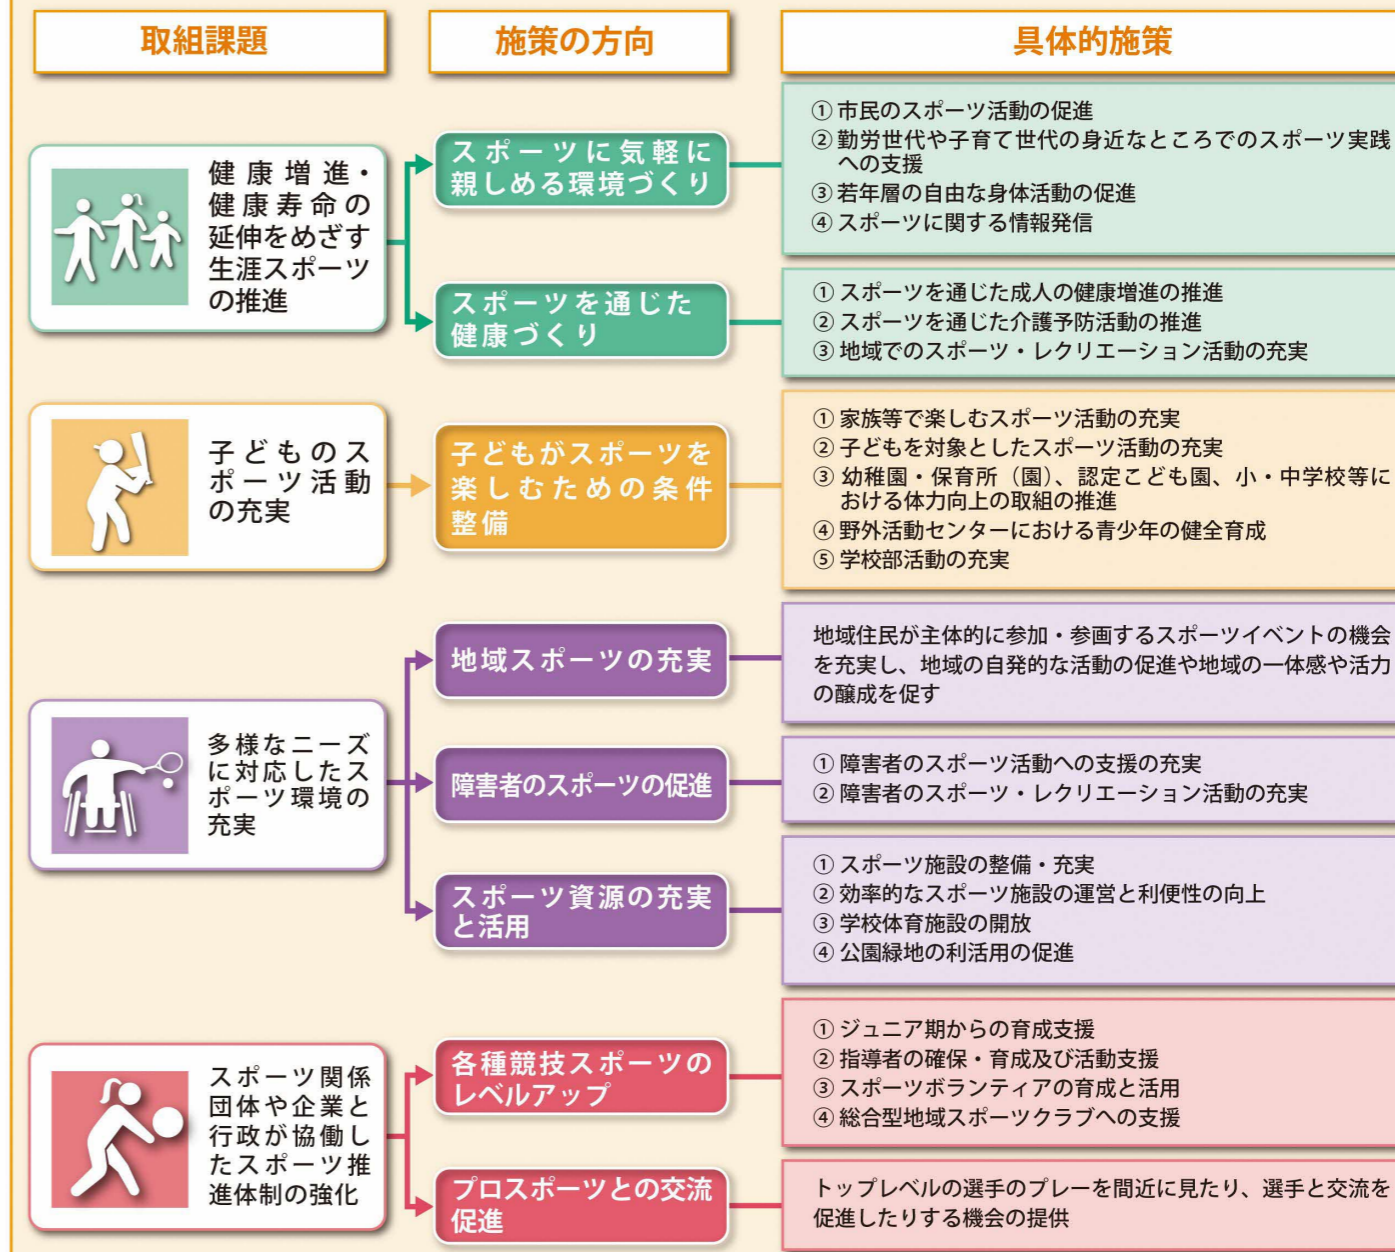 取組課題
施策の方向
具体的施策
健康増進・
健康寿命の
延伸をめざす
生涯スポーツ
の推進
スポーツに気軽に
親しめる環境づくり
① 市民のスポーツ活動の促進
② 勤労世代や子育て世代の身近なところでのスポーツ実践
への支援
③ 若年層の自由な身体活動の促進
④ スポーツに関する情報発信
スポーツを通じた
健康づくり
① スポーツを通じた成人の健康増進の推進
② スポーツを通じた介護予防活動の推進
③ 地域でのスポーツ・レクリエーション活動の充実
子どものス
ポーツ活動
の充実
子どもがスポーツを
楽しむための条件
整備
① 家族等で楽しむスポーツ活動の充実
② 子どもを対象としたスポーツ活動の充実
③ 幼稚園・保育所（園）、認定こども園、小・中学校等に
おける体力向上の取組の推進
④ 野外活動センターにおける青少年の健全育成
⑤ 学校部活動の充実
多様なニーズ
に対応したス
ポーツ環境の
充実
地域スポーツの充実
地域住民が主体的に参加・参画するスポーツイベントの機会
を充実し、地域の自発的な活動の促進や地域の一体感や活力
の醸成を促す
障害者のスポーツの促進
① 障害者のスポーツ活動への支援の充実
② 障害者のスポーツ・レクリエーション活動の充実
スポーツ資源の充実
と活用
① スポーツ施設の整備・充実
② 効率的なスポーツ施設の運営と利便性の向上
③ 学校体育施設の開放
④ 公園緑地の利活用の促進
スポーツ関係
団体や企業と
行政が協働し
たスポーツ推
進体制の強化
各種競技スポーツの
レベルアップ
① ジュニア期からの育成支援
② 指導者の確保・育成及び活動支援
③ スポーツボランティアの育成と活用
④ 総合型地域スポーツクラブへの支援
プロスポーツとの交流
促進
トップレベルの選手のプレーを間近に見たり、選手と交流を
促進したりする機会の提供